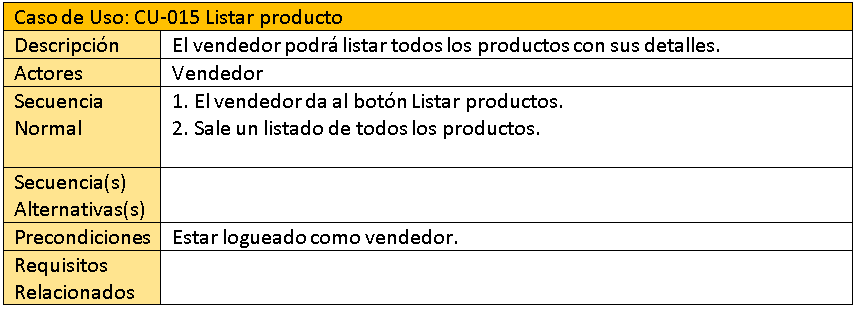 Caso de Uso: CU-015 Listar producto
Descripción El vendedor podrá listar todos los productos con sus detalles.
Actores Vendedor
Secuencia Normal 1. El vendedor da al botón Listar productos.
2. Sale un listado de todos los productos.
Secuencia(s)
Alternativas(s)
Precondiciones Estar logueado como vendedor.
Requisitos
Relacionados